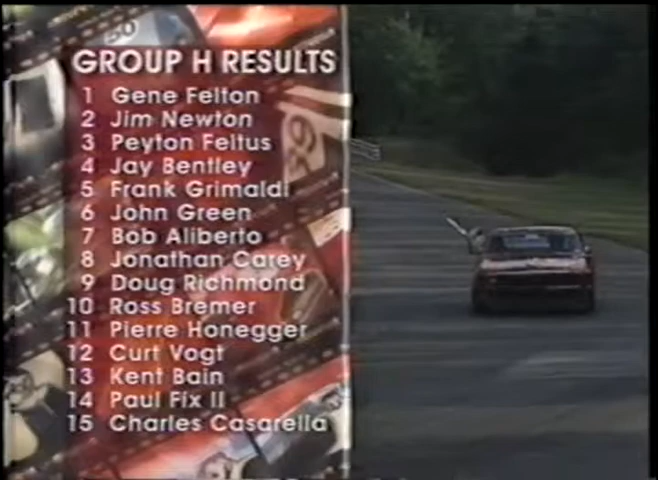 GROUP H RESULTS
1 Gene Felton
2 Jim Newton
3 Peyton Feltus
4 Jay Bentley
5 Frank Grimaldi
6 John Green
7 Bob Aliberto
8 Jonathan Carey
9 Doug Richmond
10 Ross Bremer
11 Pierre Honegger
12 Curt Vogt
13 Kent Bain
14 Paul Fix II
15 Charles Casarella